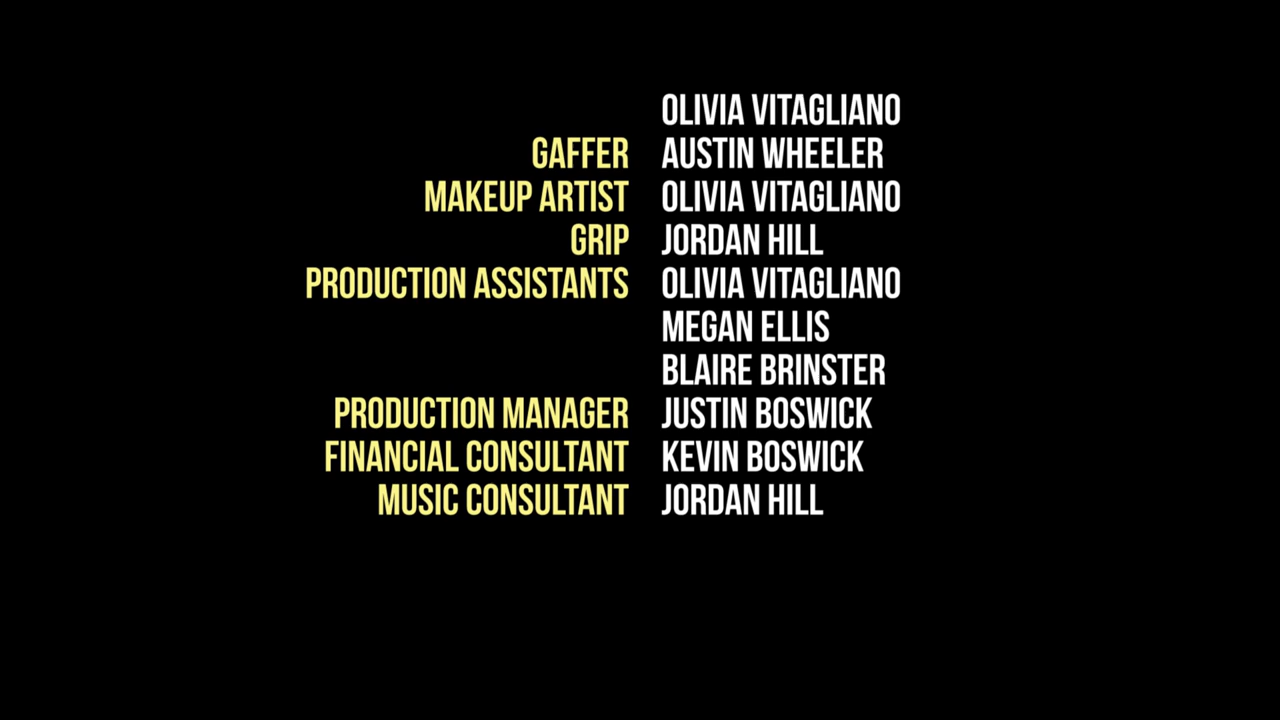 OLIVIA VITAGLIANO
GAFFER AUSTIN WHEELER
MAKEUP ARTIST OLIVIA VITAGLIANO
GRIP JORDAN HILL
PRODUCTION ASSISTANTS OLIVIA VITAGLIANO
MEGAN ELLIS
BLAIRE BRINSTER
PRODUCTION MANAGER JUSTIN BOSWICK
FINANCIAL CONSULTANT KEVIN BOSWICK
MUSIC CONSULTANT JORDAN HILL